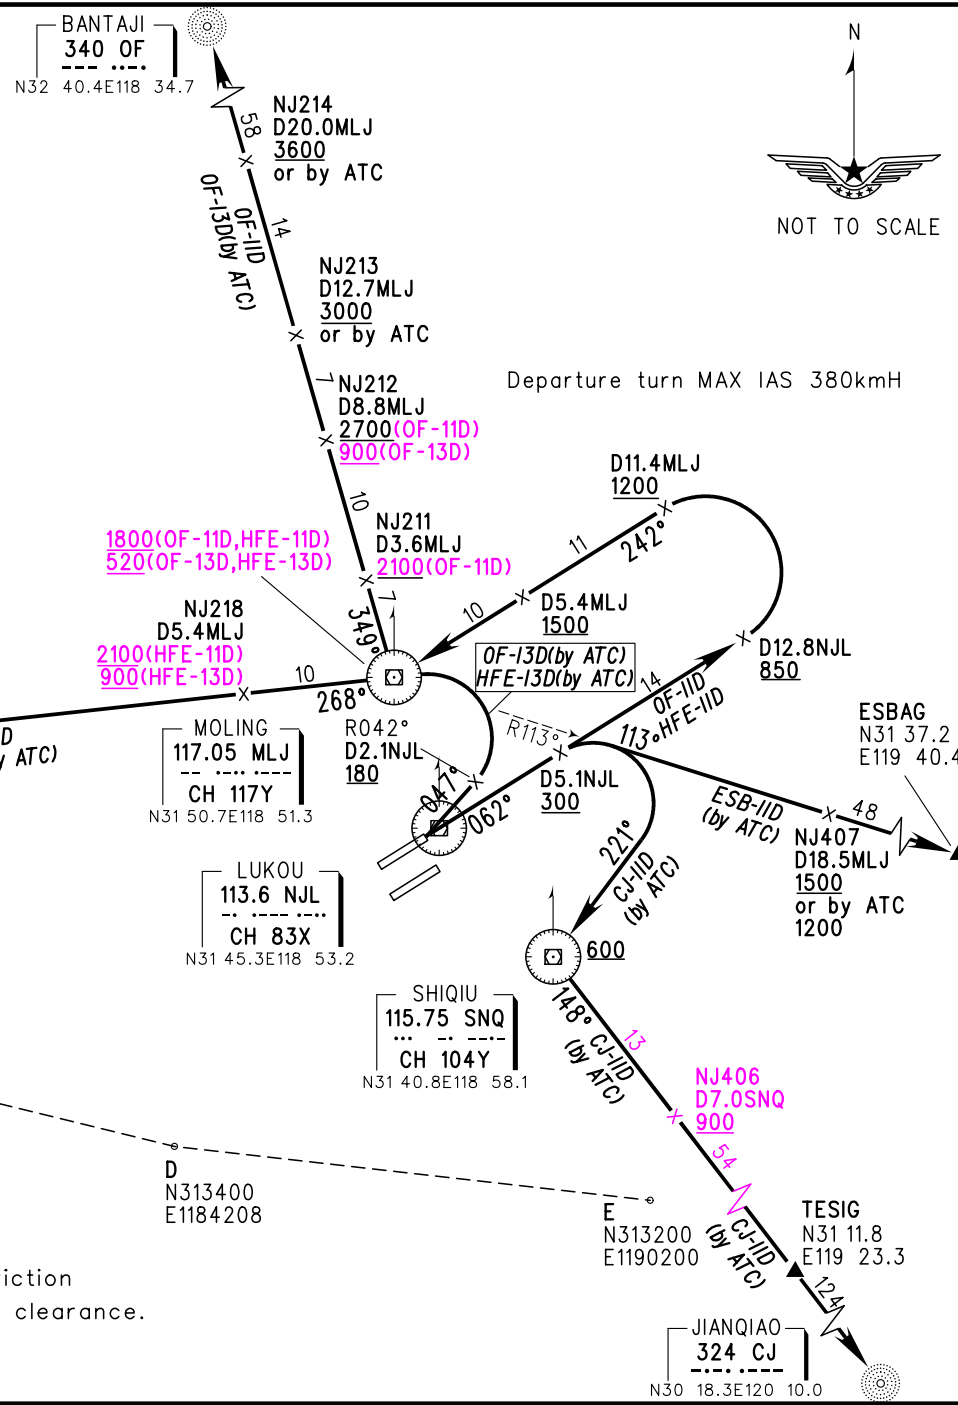 BANTAJI
340 OF
N32 40.4E118 34.7
N
NOT TO SCALE
58
NJ214
D20.0MLJ
3600
or by ATC
OF-11D
OF-13D(by ATC)
14
NJ213
D12.7MLJ
3000
or by ATC
7
Departure turn MAX IAS 380kmH
NJ212
D8.8MLJ
2700(OF-11D)
900(OF-13D)
10
D11.4MLJ
1200
242°
11
NJ211
D3.6MLJ
2100(OF-11D)
7
349°
1800(OF-11D,HFE-11D)
520(OF-13D,HFE-13D)
10
D5.4MLJ
1500
NJ218
D5.4MLJ
2100(HFE-11D)
900(HFE-13D)
10
268°
OF-13D(by ATC)
HFE-13D(by ATC)
D12.8NJL
850
14
OF-11D
HFE-11D
R113°
113°
D
y ATC)
MOLING
117.05 MLJ
CH 117Y
N31 50.7E118 51.3
R042°
D2.1NJL
180
047°
062°
D5.1NJL
300
ESBAG
N31 37.2
E119 40.4
ESB-11D
(by ATC)
48
NJ407
D18.5MLJ
1500
or by ATC
1200
221°
CJ-11D
(by ATC)
LUKOU
113.6 NJL
CH 83X
N31 45.3E118 53.2
600
SHIQIU
115.75 SNQ
CH 104Y
N31 40.8E118 58.1
148°
CJ-11D
(by ATC)
13
NJ406
D7.0SNQ
900
54
D
N313400
E1184208
E
N313200
E1190200
CJ-11D
(by ATC)
TESIG
N31 11.8
E119 23.3
124
riction
clearance.
JIANQIAO
324 CJ
N30 18.3E120 10.0